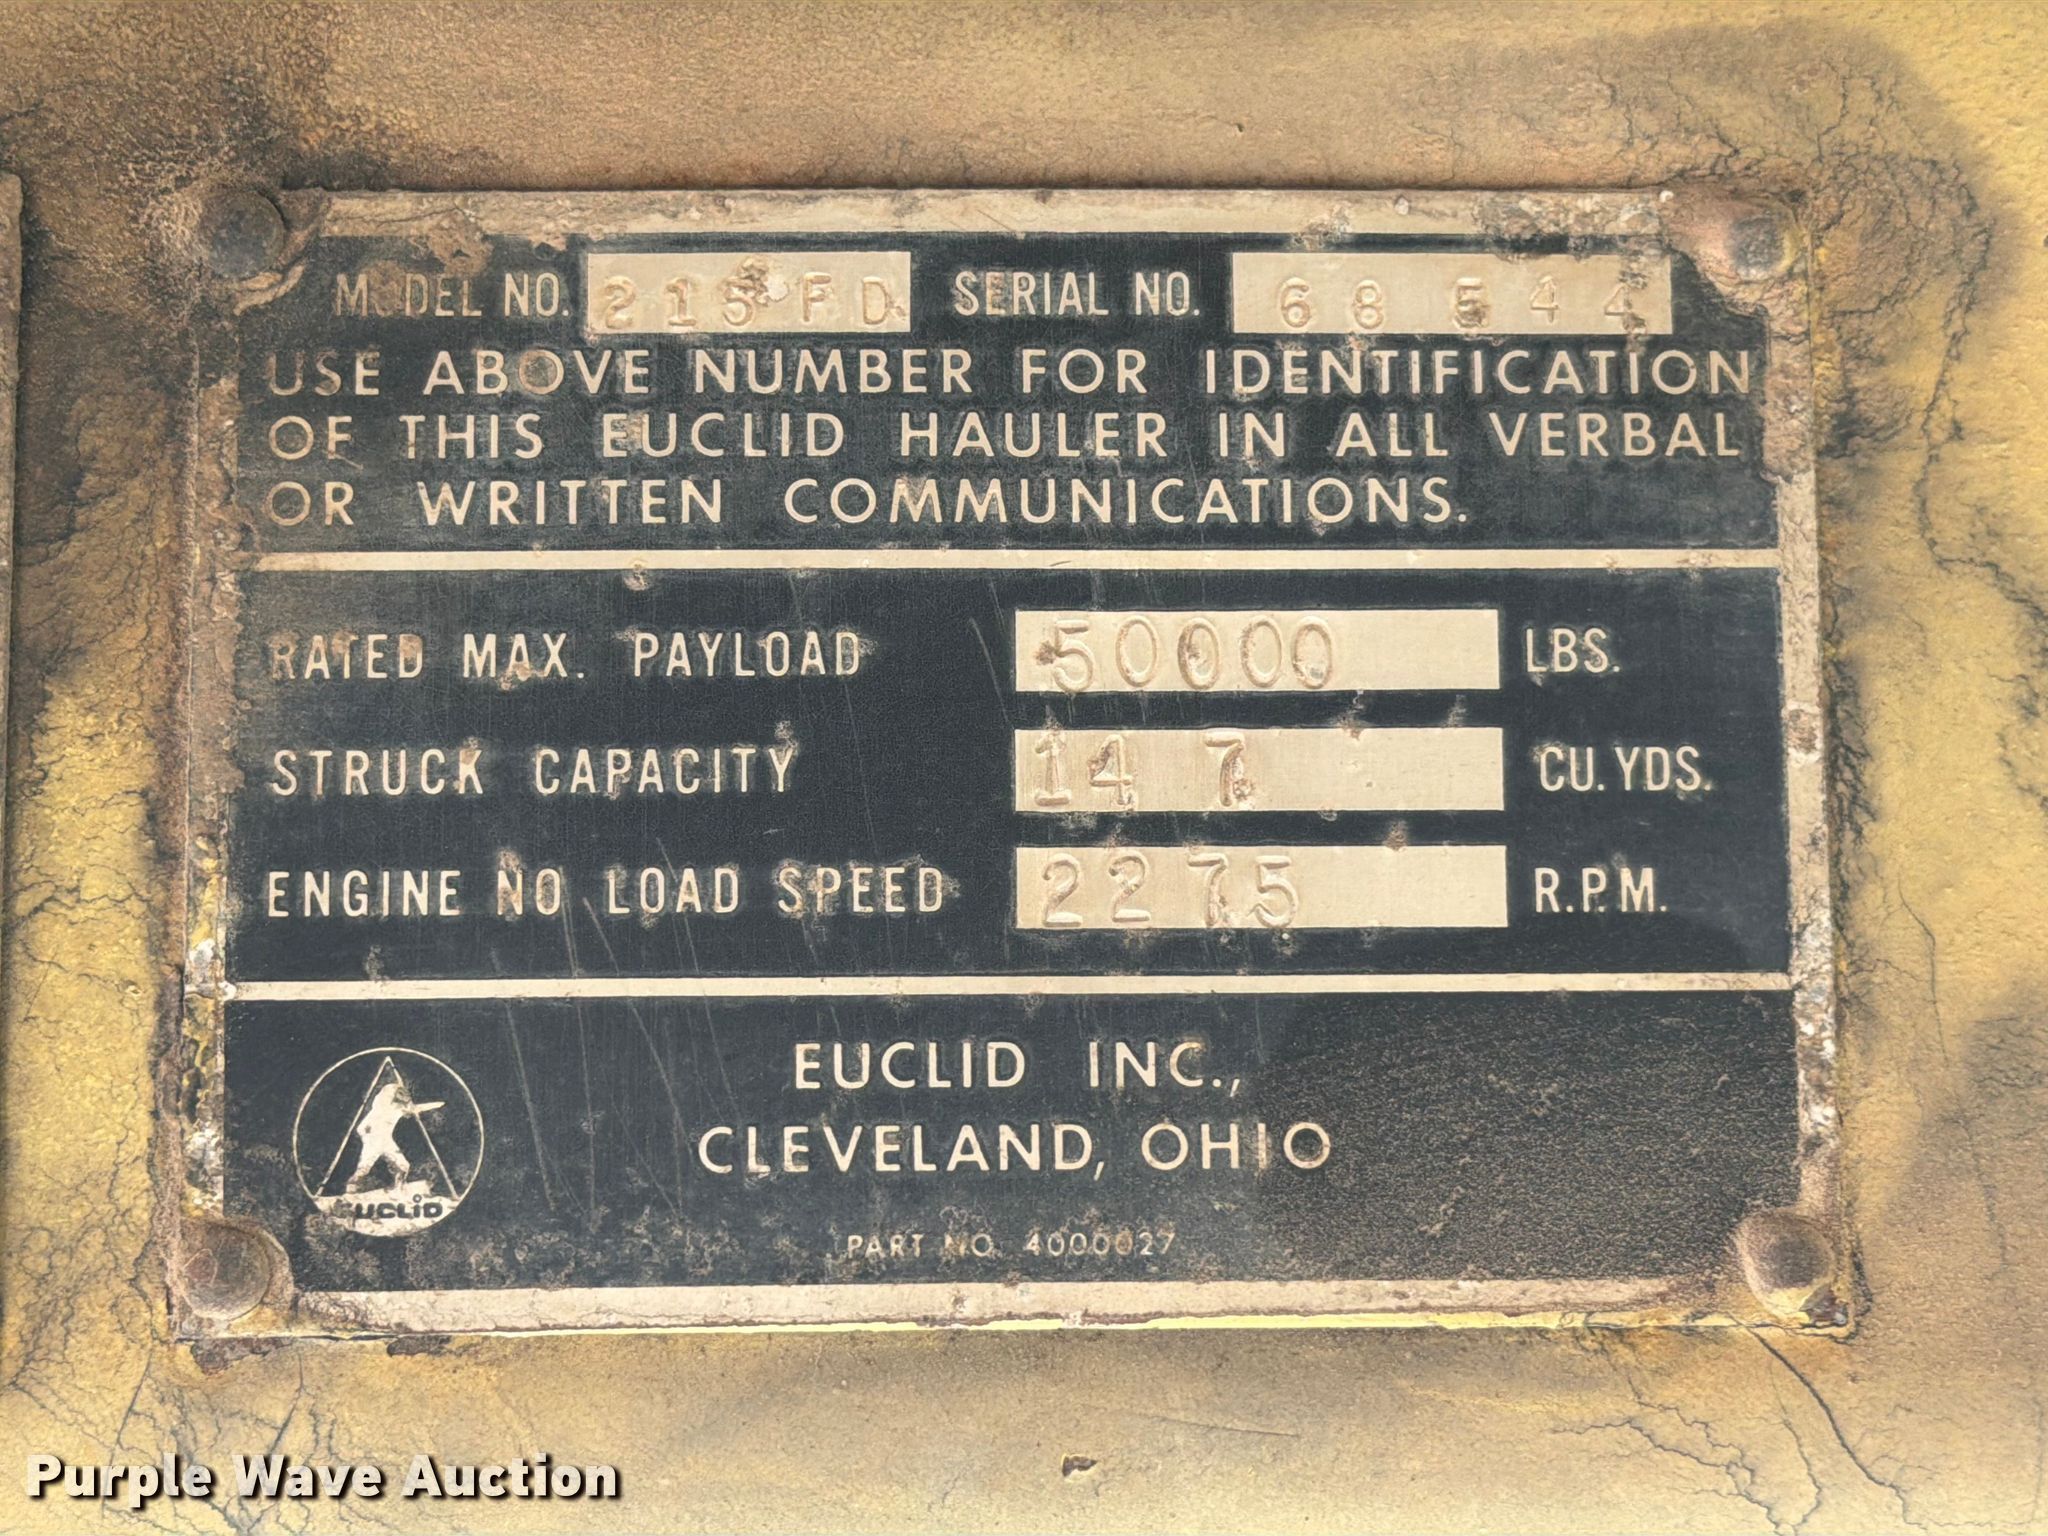 MODEL NO. 215 FD SERIAL NO. 68544
USE ABOVE NUMBER FOR IDENTIFICATION
OF THIS EUCLID HAULER IN ALL VERBAL
OR WRITTEN COMMUNICATIONS.
RATED MAX. PAYLOAD 50000 LBS.
STRUCK CAPACITY 14 7 CU. YDS.
ENGINE NO LOAD SPEED 2275 R.P.M.
EUCLID INC.,
CLEVELAND, OHIO
EUCLID
PART NO. 4000027
Purple Wave Auction